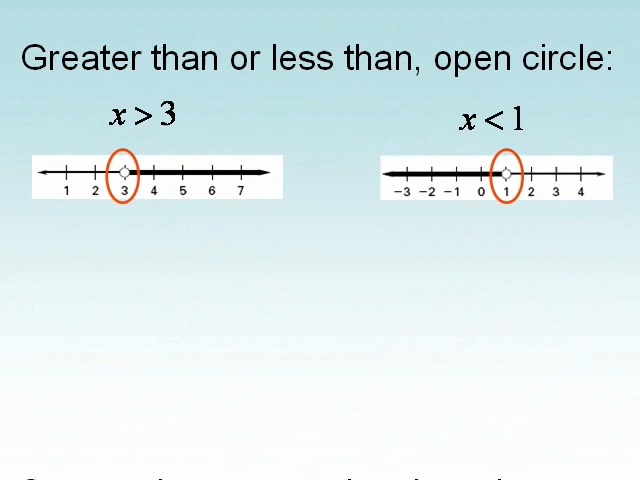 Greater than or less than, open circle:
x > 3
x < 1
1 2 3 4 5 6 7
−3 −2 −1 0 1 2 3 4